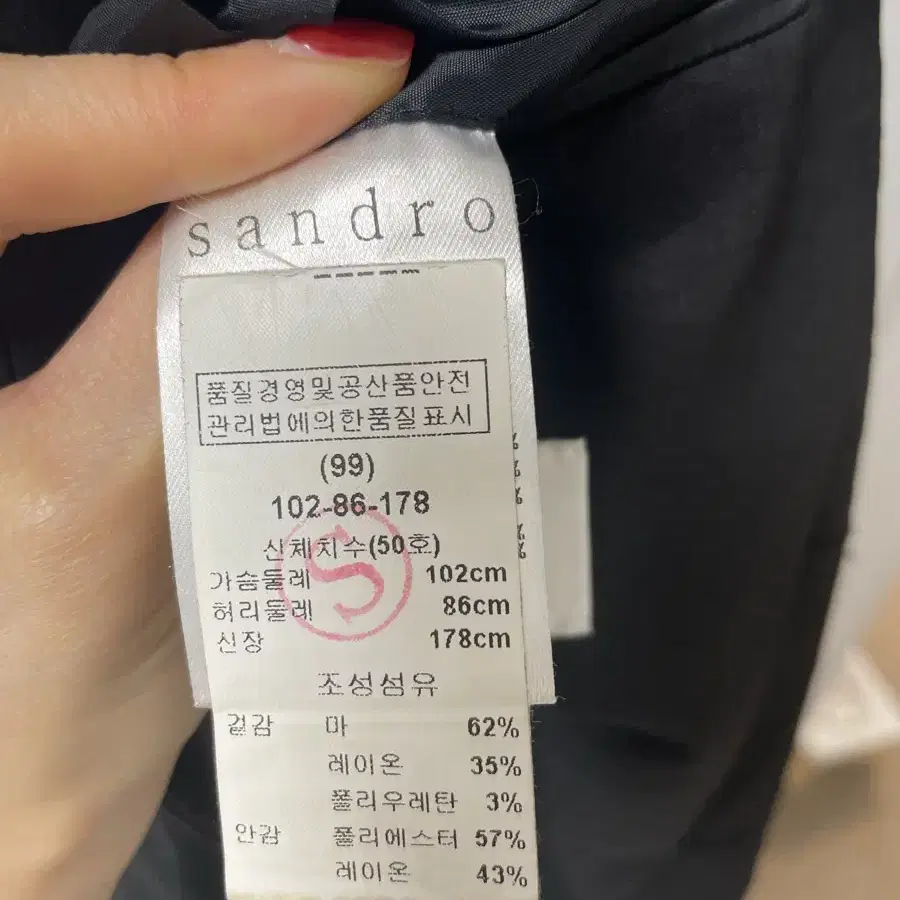 sandro
품질경영및공산품안전
관리법에의한품질표시
(99)
102-86-178
신체치수(50호)
S
가슴둘레 102cm
허리둘레 86cm
신장 178cm
조성섬유
겉감 마 62%
레이온 35%
폴리우레탄 3%
안감 폴리에스터 57%
레이온 43%
%
%
%
%
%